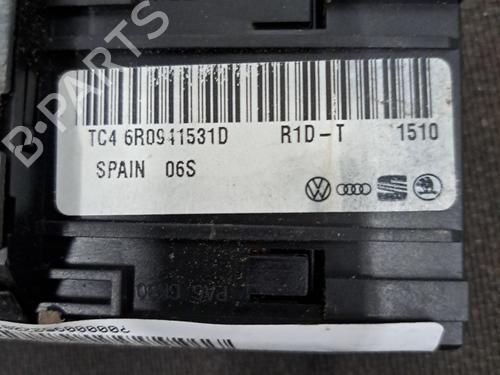 B-PARTS
TC4 6R0941531D R1D-T 1510
SPAIN 06S